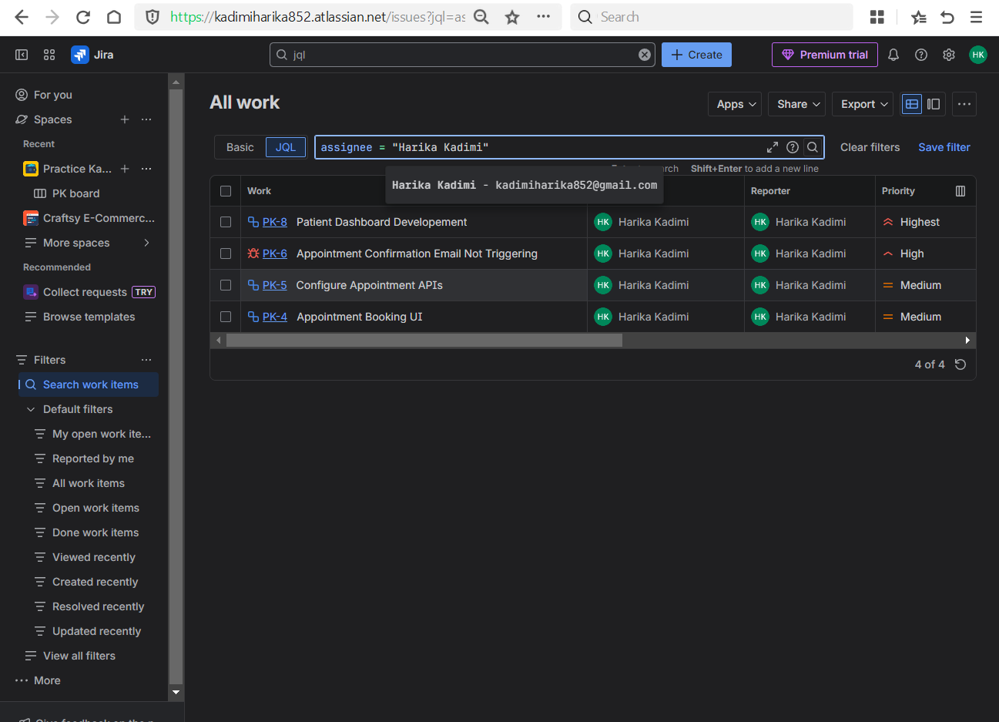 https://kadimiharika852.atlassian.net/issues?jql=as
Search
Jira
jql
Create
Premium trial
HK
For you
Spaces
Recent
Practice Ka...
PK board
Craftsy E-Commerc...
More spaces
Recommended
Collect requests TRY
Browse templates
Filters
Search work items
Default filters
My open work ite...
Reported by me
All work items
Open work items
Done work items
Viewed recently
Created recently
Resolved recently
Updated recently
View all filters
More
All work
Apps
Share
Export
Basic
JQL
assignee = "Harika Kadimi"
Clear filters
Save filter
Shift+Enter to add a new line
Harika Kadimi - kadimiharika852@gmail.com
Work Reporter Priority
PK-8 Patient Dashboard Developement HK Harika Kadimi HK Harika Kadimi Highest
PK-6 Appointment Confirmation Email Not Triggering HK Harika Kadimi HK Harika Kadimi High
PK-5 Configure Appointment APIs HK Harika Kadimi HK Harika Kadimi Medium
PK-4 Appointment Booking UI HK Harika Kadimi HK Harika Kadimi Medium
4 of 4